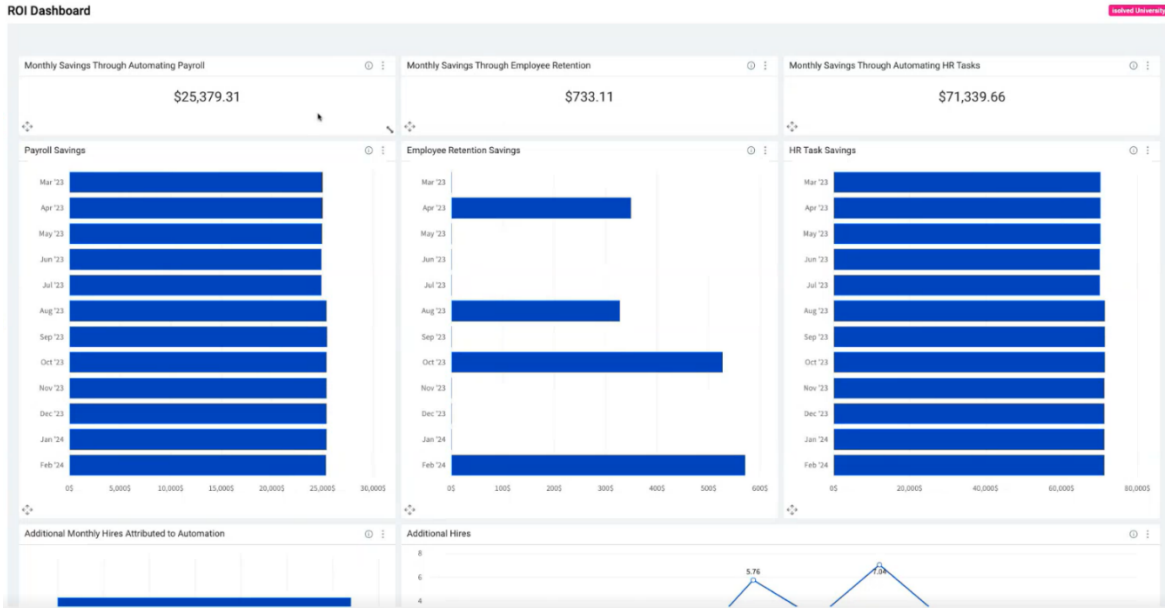 ROI Dashboard
isolved University
Monthly Savings Through Automating Payroll
$25,379.31
Monthly Savings Through Employee Retention
$733.11
Monthly Savings Through Automating HR Tasks
$71,339.66
Payroll Savings
Mar '23
Apr '23
May '23
Jun '23
Jul '23
Aug '23
Sep '23
Oct '23
Nov '23
Dec '23
Jan '24
Feb '24
0$ 5,000$ 10,000$ 15,000$ 20,000$ 25,000$ 30,000$
Employee Retention Savings
Mar '23
Apr '23
May '23
Jun '23
Jul '23
Aug '23
Sep '23
Oct '23
Nov '23
Dec '23
Jan '24
Feb '24
0$ 100$ 200$ 300$ 400$ 500$ 600$
HR Task Savings
Mar '23
Apr '23
May '23
Jun '23
Jul '23
Aug '23
Sep '23
Oct '23
Nov '23
Dec '23
Jan '24
Feb '24
0$ 20,000$ 40,000$ 60,000$ 80,000$
Additional Monthly Hires Attributed to Automation
Additional Hires
8
6
4
5.76
7.04